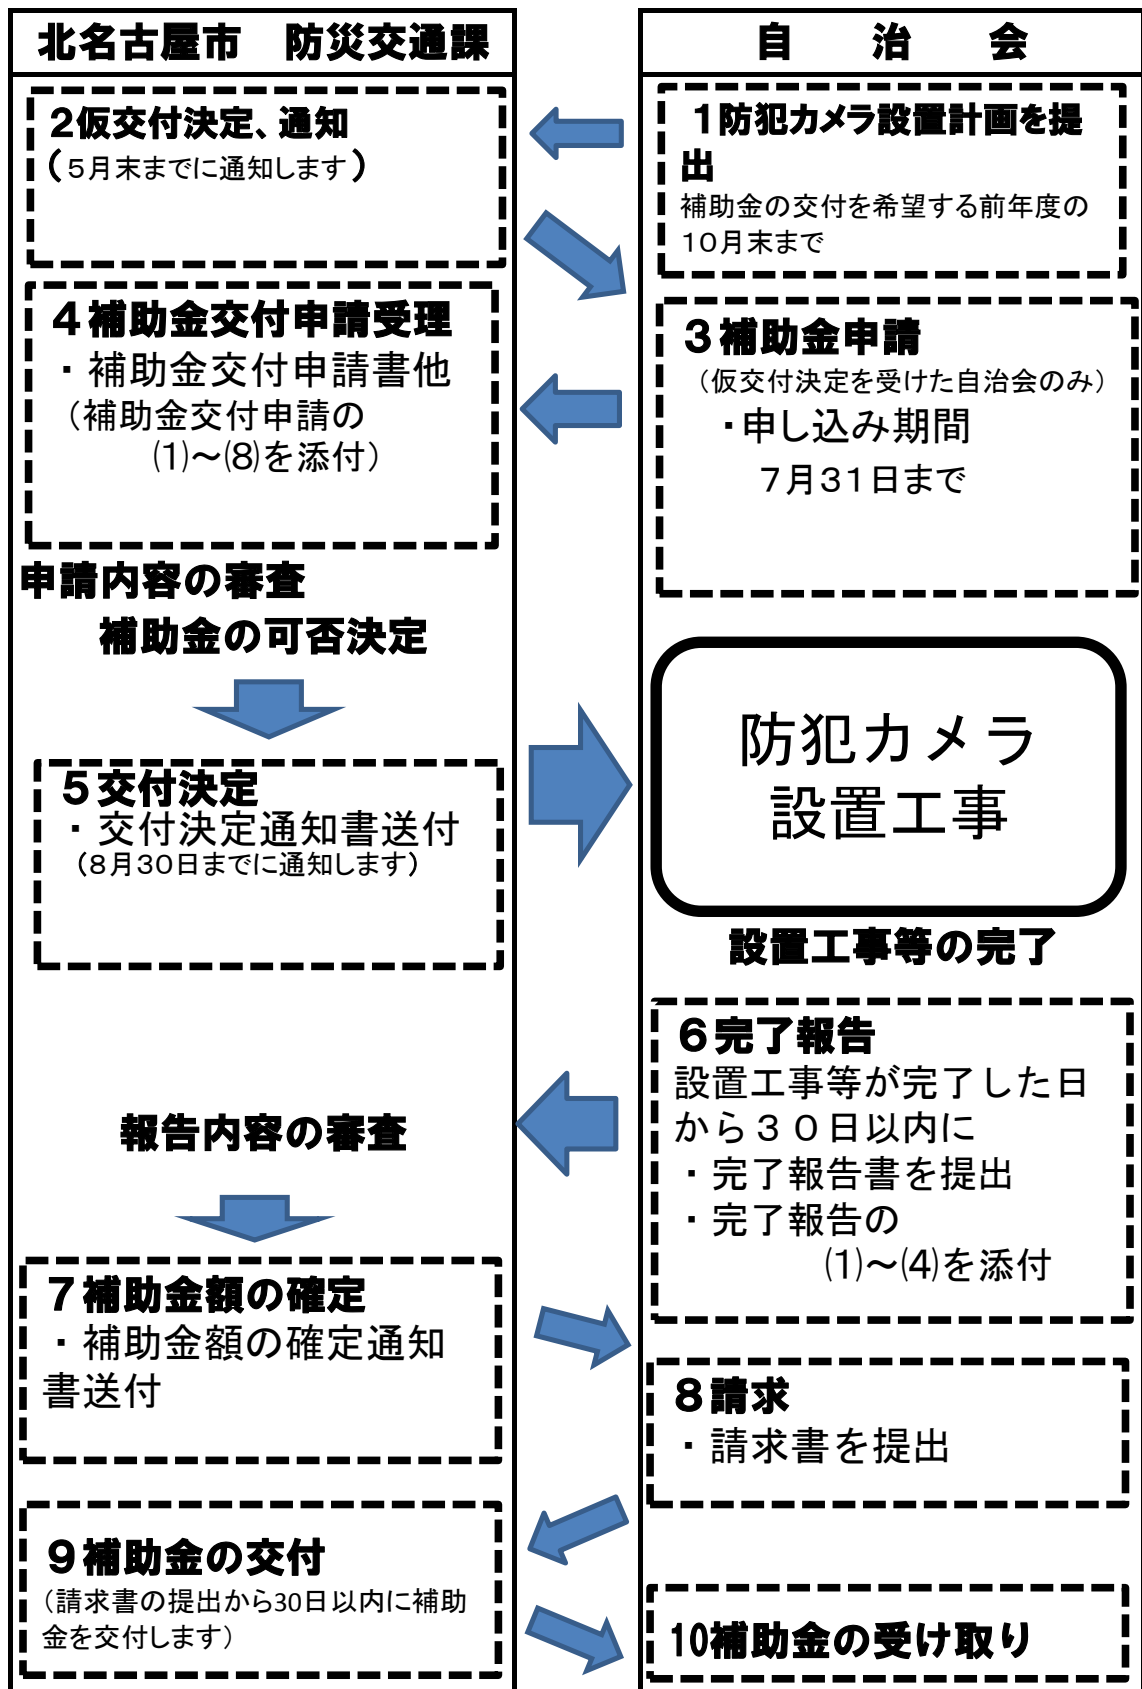 北名古屋市　防災交通課
2仮交付決定、通知
（5月末までに通知します）
4補助金交付申請受理
・補助金交付申請書他
（補助金交付申請の
⑴～⑻を添付）
申請内容の審査
補助金の可否決定
5交付決定
・交付決定通知書送付
（8月30日までに通知します）
報告内容の審査
7補助金額の確定
・補助金額の確定通知
書送付
9補助金の交付
（請求書の提出から30日以内に補助
金を交付します）
自　治　会
1防犯カメラ設置計画を提
出
補助金の交付を希望する前年度の
10月末まで
3補助金申請
（仮交付決定を受けた自治会のみ）
・申し込み期間
7月31日まで
防犯カメラ
設置工事
設置工事等の完了
6完了報告
設置工事等が完了した日
から30日以内に
・完了報告書を提出
・完了報告の
⑴～⑷を添付
8請求
・請求書を提出
10補助金の受け取り